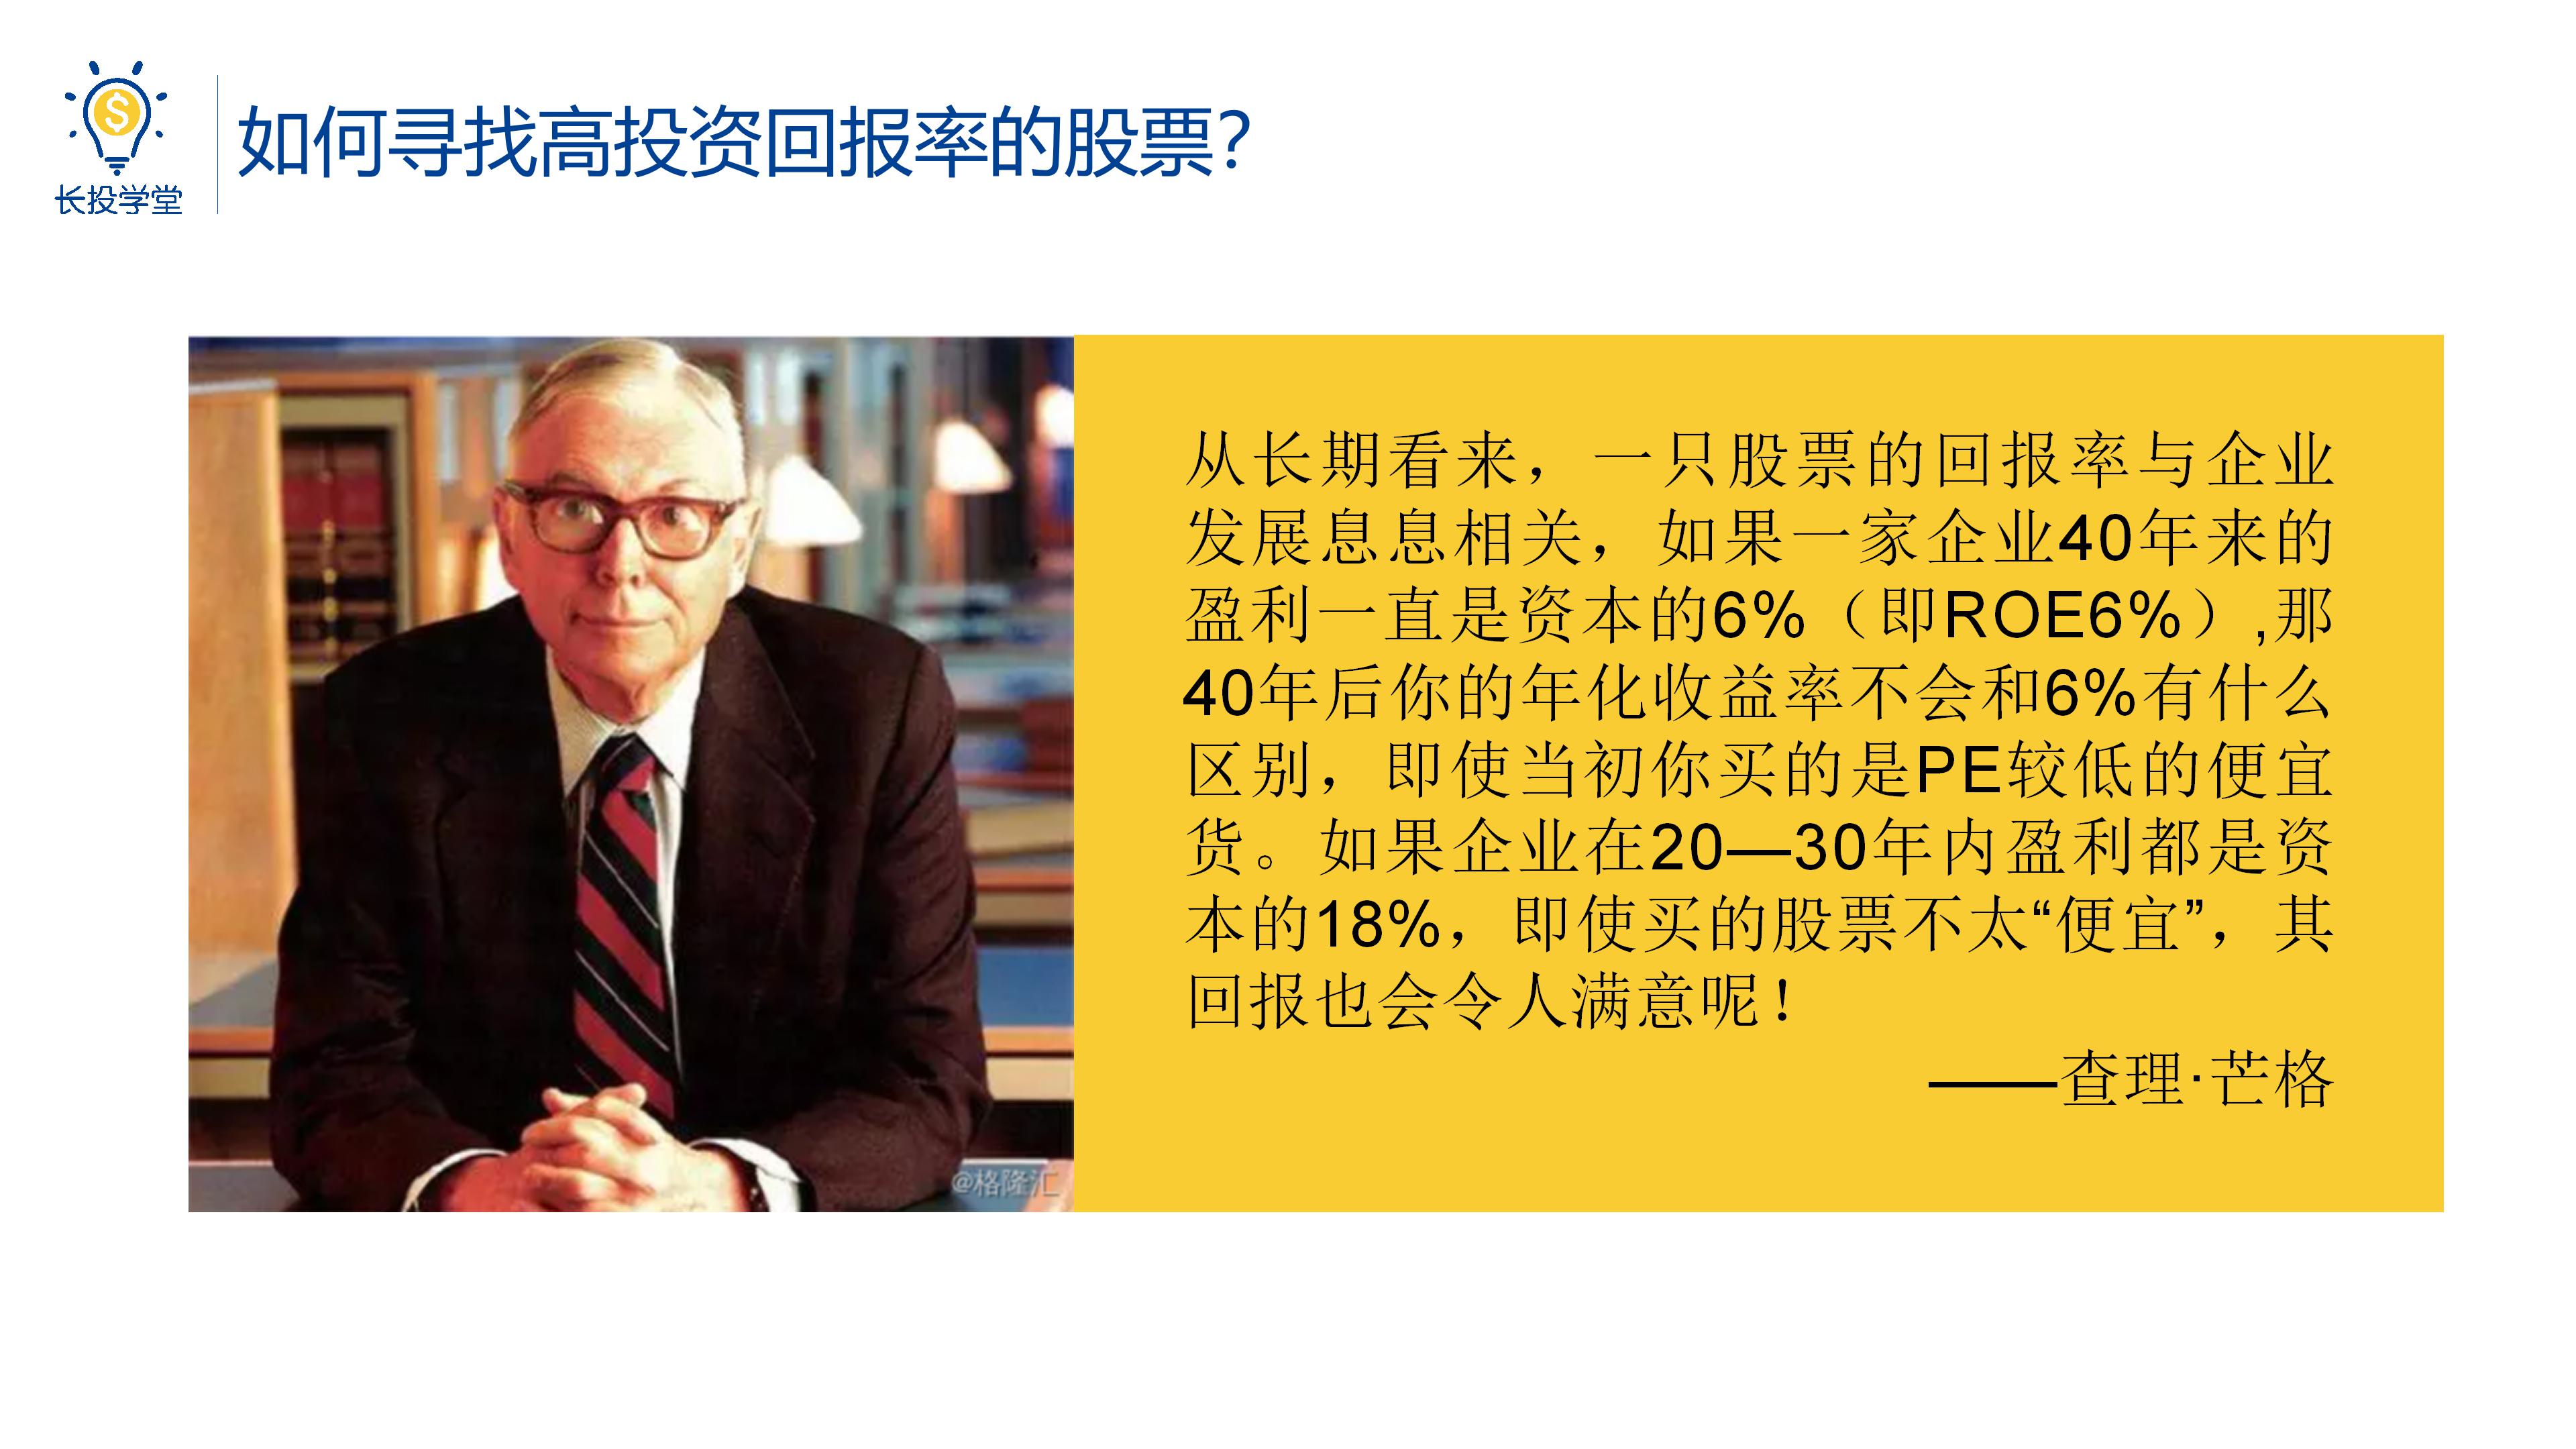 长投学堂
如何寻找高投资回报率的股票？
从长期看来，一只股票的回报率与企业
发展息息相关，如果一家企业40年来的
盈利一直是资本的6%（即ROE6%）,那
40年后你的年化收益率不会和6%有什么
区别，即使当初你买的是PE较低的便宜
货。如果企业在20—30年内盈利都是资
本的18%，即使买的股票不太“便宜”，其
回报也会令人满意呢！
——查理·芒格
@格隆汇